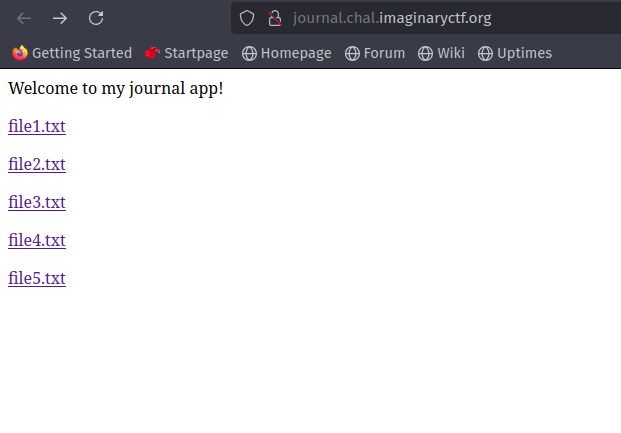 journal.chal.imaginaryctf.org
Getting Started Startpage Homepage Forum Wiki Uptimes
Welcome to my journal app!
file1.txt
file2.txt
file3.txt
file4.txt
file5.txt